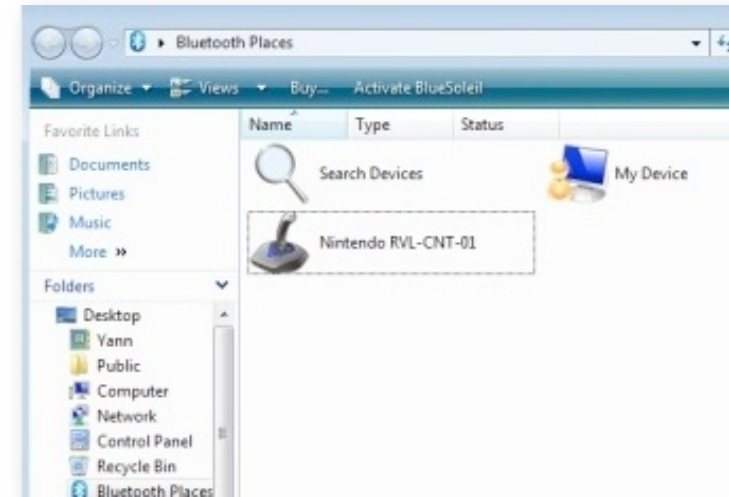 Bluetooth Places
Organize Views Buy... Activate BlueSoleil
Favorite Links
Documents
Pictures
Music
More »
Folders
Desktop
Yann
Public
Computer
Network
Control Panel
Recycle Bin
Bluetooth Places
Name Type Status
Search Devices My Device
Nintendo RVL-CNT-01